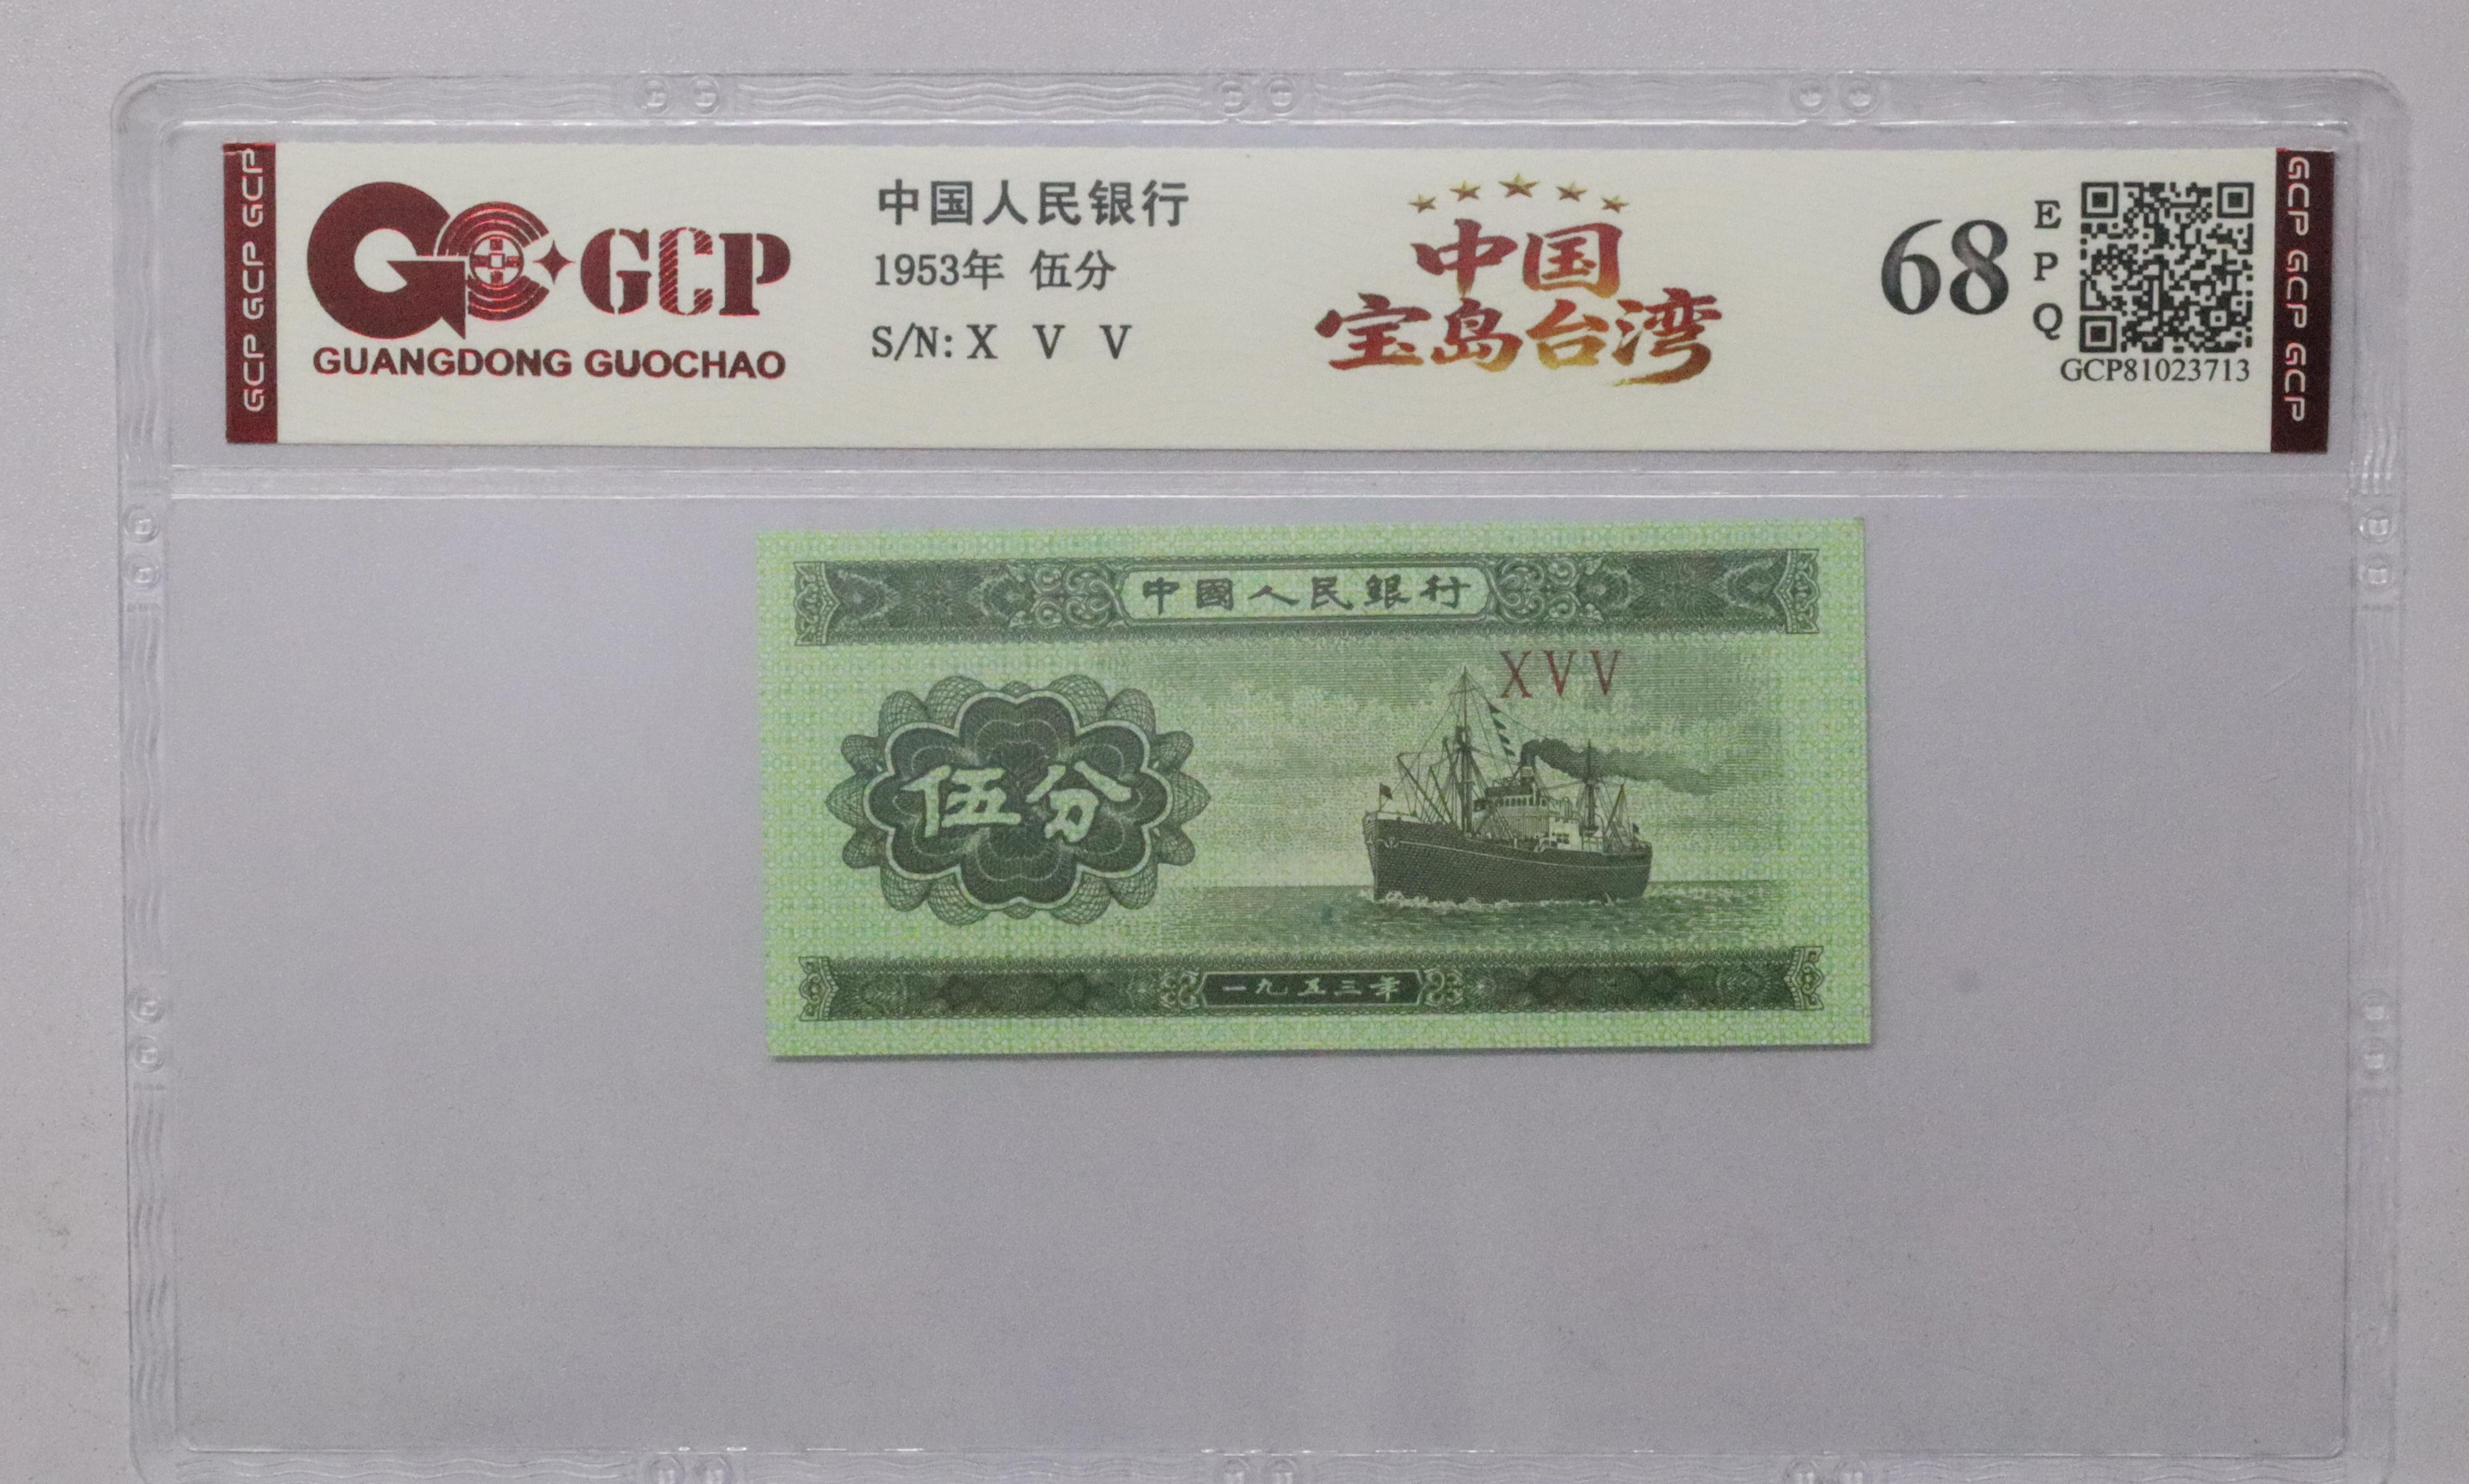 GCP GCP GCP
GCP
GUANGDONG GUOCHAO
中国人民银行
1953年 伍分
S/N: X V V
中国
宝岛台湾
68
E
P
Q
GCP81023713
GCP GCP GCP
中國人民銀行
XVV
伍分
一九五三年